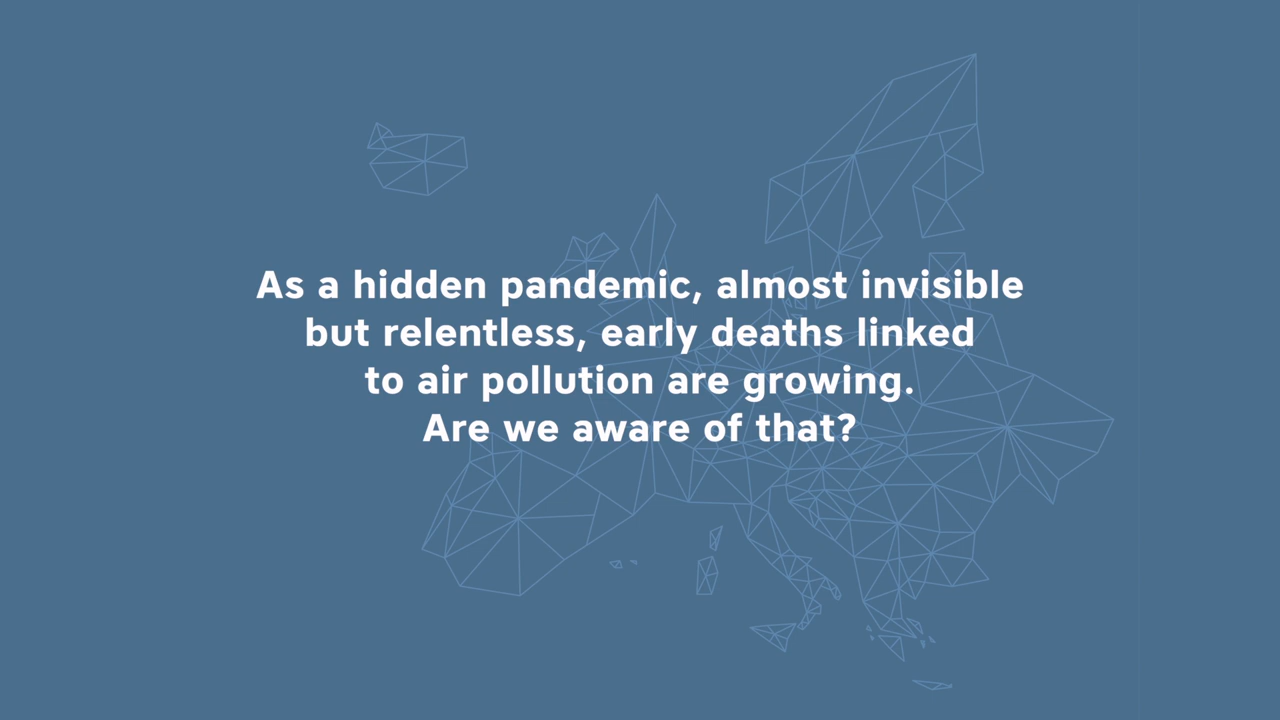 As a hidden pandemic, almost invisible
but relentless, early deaths linked
to air pollution are growing.
Are we aware of that?